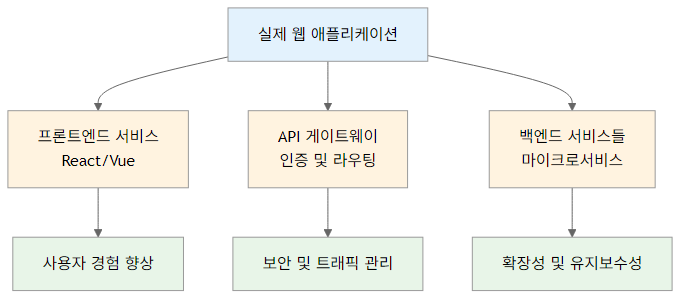 실제 웹 애플리케이션
프론트엔드 서비스
React/Vue
API 게이트웨이
인증 및 라우팅
백엔드 서비스들
마이크로서비스
사용자 경험 향상
보안 및 트래픽 관리
확장성 및 유지보수성